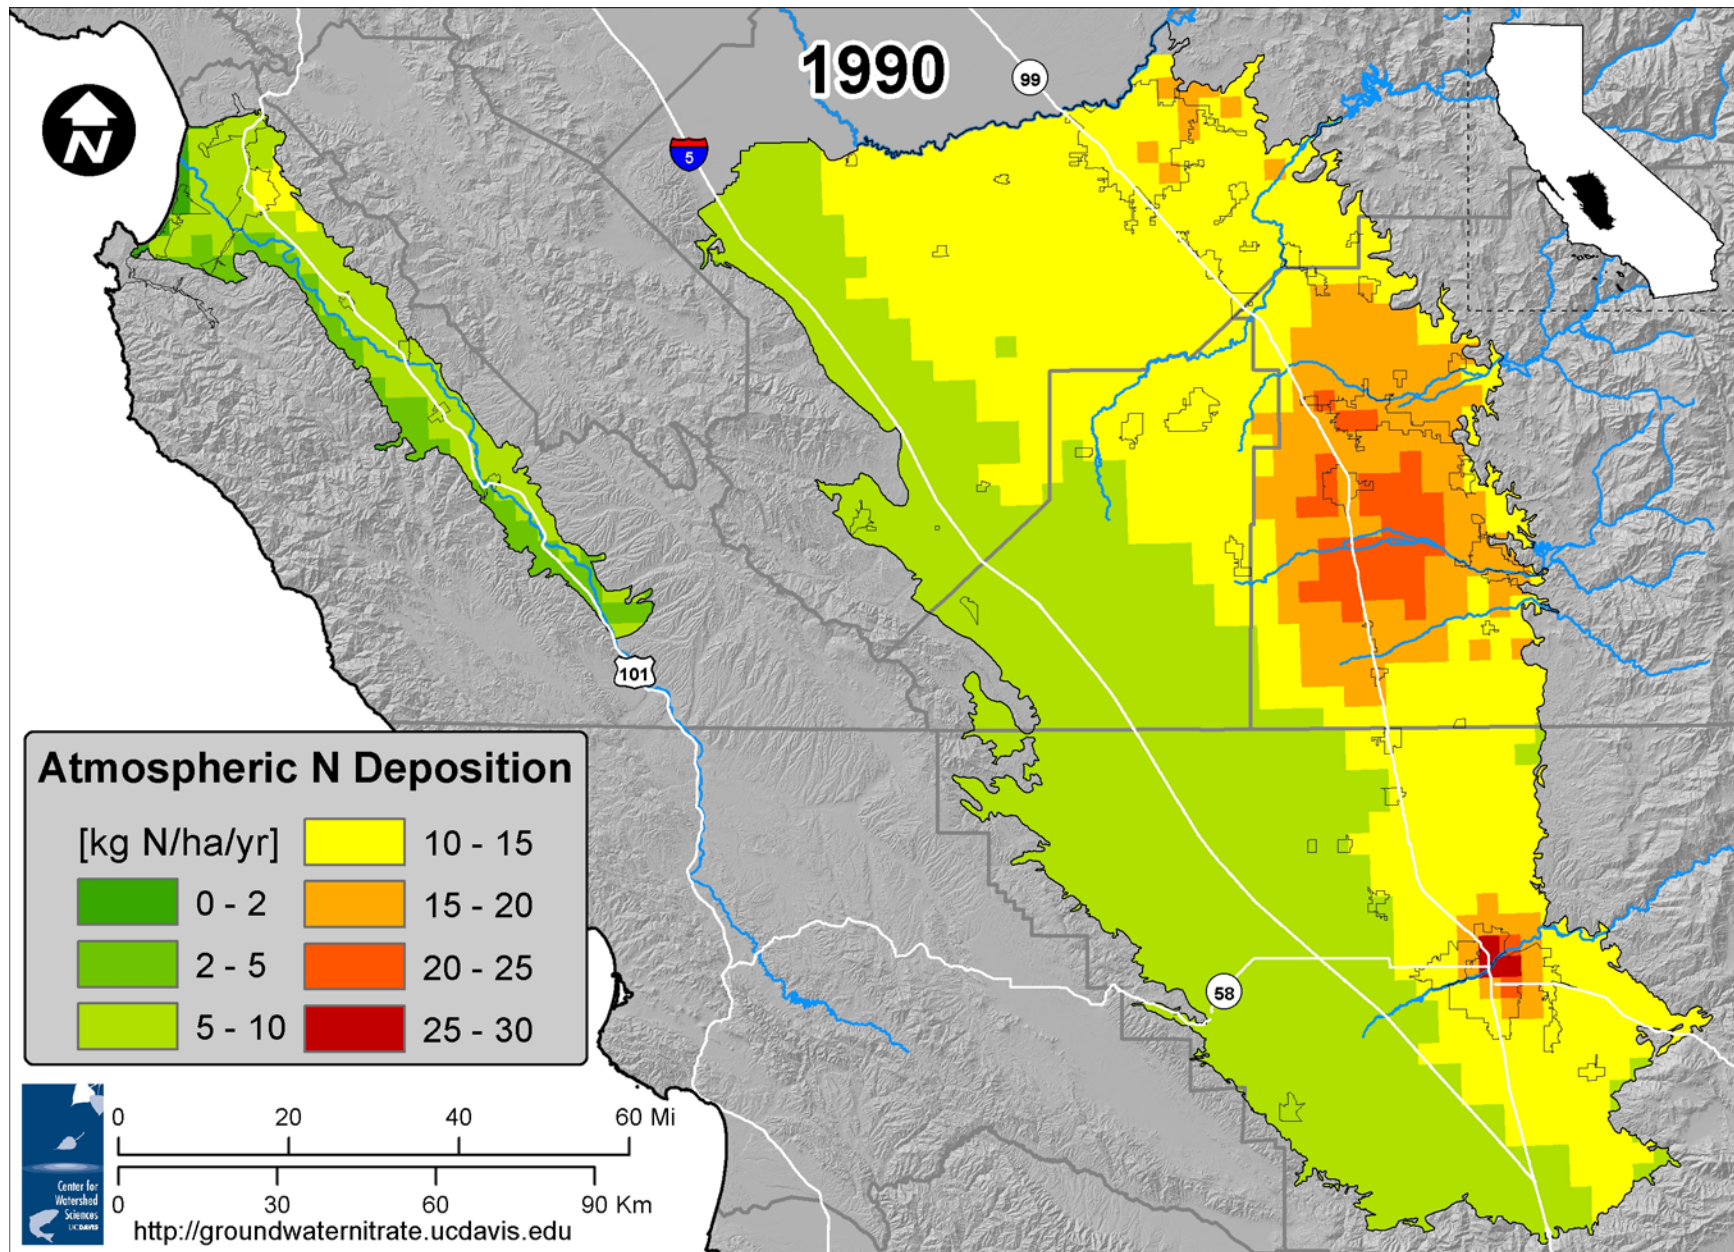 1990
99
5
N
101
Atmospheric N Deposition
[kg N/ha/yr]
0 - 2
2 - 5
5 - 10
10 - 15
15 - 20
20 - 25
25 - 30
58
0 20 40 60 Mi
0 30 60 90 Km
Center for
Watershed
Sciences
UCDAVIS
http://groundwaternitrate.ucdavis.edu